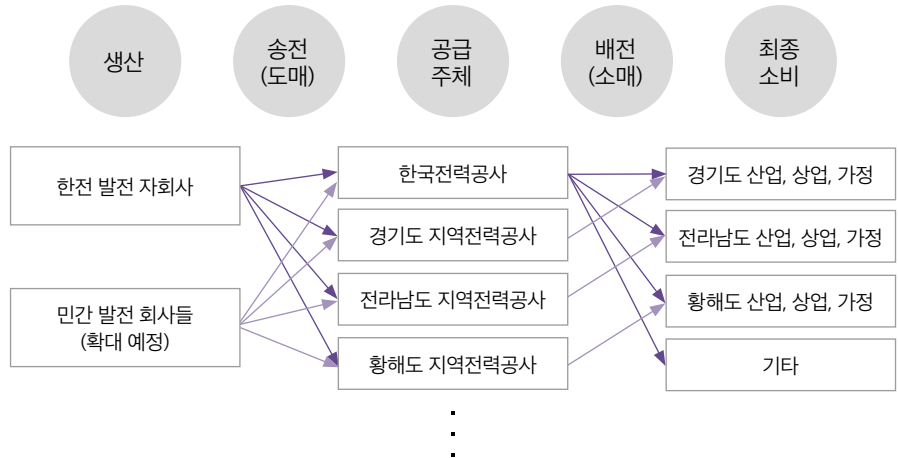 생산
송전
(도매)
공급
주체
배전
(소매)
최종
소비
한전 발전 자회사
민간 발전 회사들
(확대 예정)
한국전력공사
경기도 지역전력공사
전라남도 지역전력공사
황해도 지역전력공사
경기도 산업, 상업, 가정
전라남도 산업, 상업, 가정
황해도 산업, 상업, 가정
기타